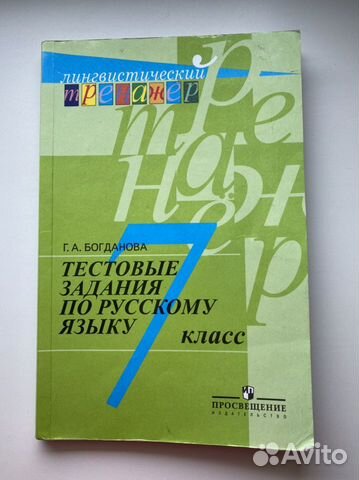 лингвистический
тренажер
Г. А. БОГДАНОВА
ТЕСТОВЫЕ
ЗАДАНИЯ
ПО РУССКОМУ
ЯЗЫКУ
7
класс
ПРОСВЕЩЕНИЕ
ИЗДАТЕЛЬСТВО
Avito